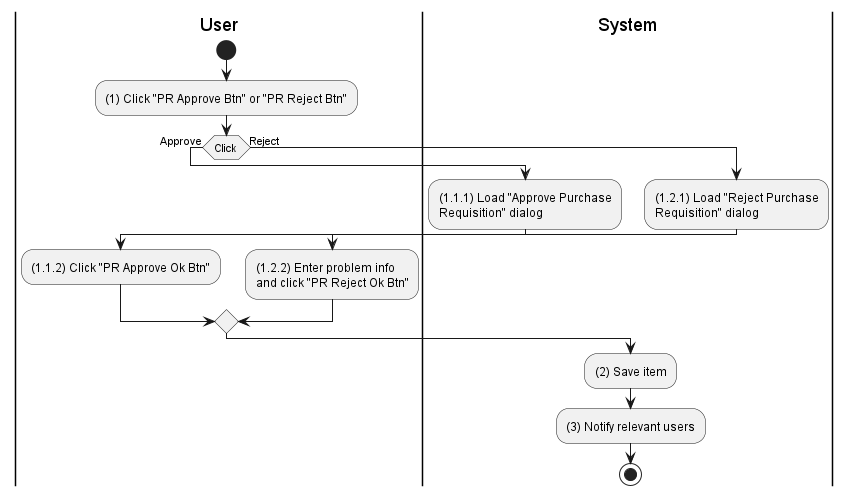 User
System
(1) Click "PR Approve Btn" or "PR Reject Btn"
Approve
Click
Reject
(1.1.1) Load "Approve Purchase
Requisition" dialog
(1.2.1) Load "Reject Purchase
Requisition" dialog
(1.1.2) Click "PR Approve Ok Btn"
(1.2.2) Enter problem info
and click "PR Reject Ok Btn"
(2) Save item
(3) Notify relevant users